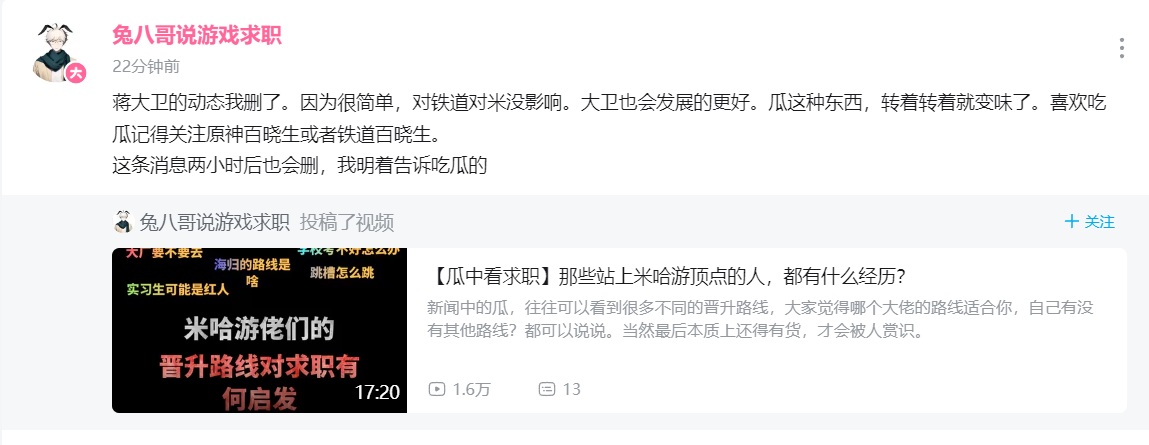 兔八哥说游戏求职
大
22分钟前
蒋大卫的动态我删了。因为很简单，对铁道对米没影响。大卫也会发展的更好。瓜这种东西，转着转着就变味了。喜欢吃
瓜记得关注原神百晓生或者铁道百晓生。
这条消息两小时后也会删，我明着告诉吃瓜的
兔八哥说游戏求职 投稿了视频
+ 关注
大厂要不要去
学校考不好怎么办
海归的路线是
啥
跳槽怎么跳
实习生可能是红人
米哈游佬们的
晋升路线对求职有
何启发
17:20
【瓜中看求职】那些站上米哈游顶点的人，都有什么经历?
新闻中的瓜，往往可以看到很多不同的晋升路线，大家觉得哪个大佬的路线适合你，自己有没
有其他路线？都可以说说。当然最后本质上还得有货，才会被人赏识。
1.6万
13